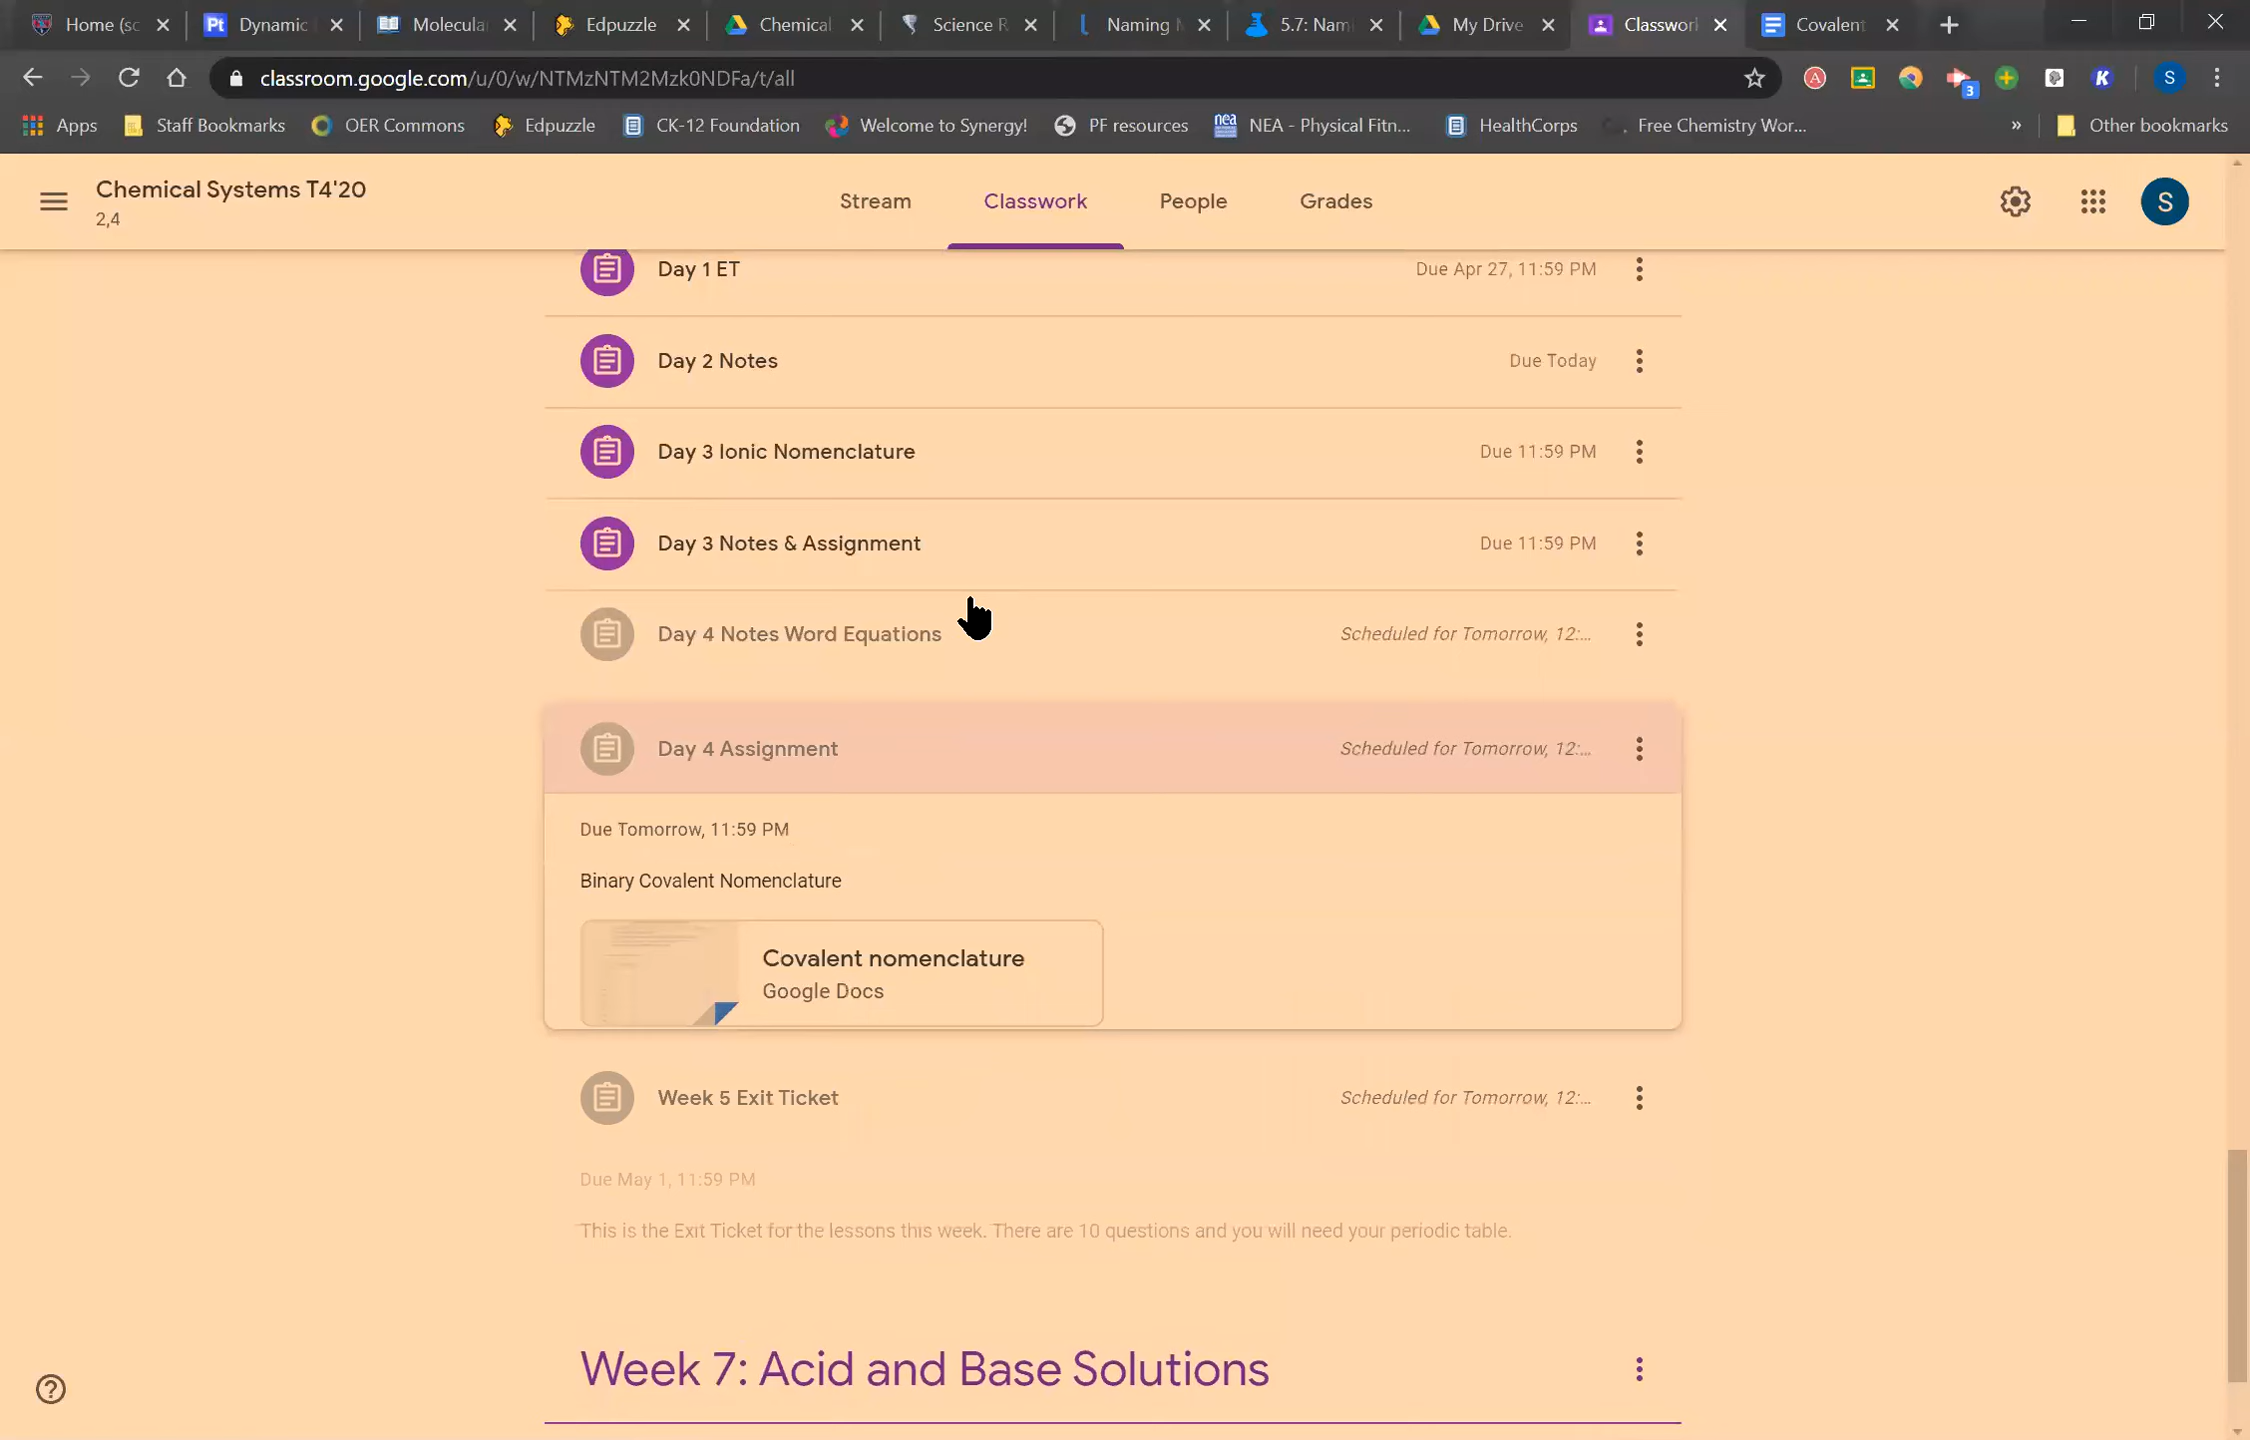 Home (sc
Dynamic
Molecula
Edpuzzle
Chemical
Science R
Naming
5.7: Nam
My Drive
Classwor
Covalent
classroom.google.com/u/0/w/NTMzNTM2Mzk0NDFa/t/all
3
S
Apps
Staff Bookmarks
OER Commons
Edpuzzle
CK-12 Foundation
Welcome to Synergy!
PF resources
NEA - Physical Fitn...
HealthCorps
Free Chemistry Wor...
»
Other bookmarks
Chemical Systems T4'20
2,4
Stream
Classwork
People
Grades
S
Day 1 ET
Due Apr 27, 11:59 PM
Day 2 Notes
Due Today
Day 3 Ionic Nomenclature
Due 11:59 PM
Day 3 Notes & Assignment
Due 11:59 PM
Day 4 Notes Word Equations
Scheduled for Tomorrow, 12:...
Day 4 Assignment
Scheduled for Tomorrow, 12:...
Due Tomorrow, 11:59 PM
Binary Covalent Nomenclature
Covalent nomenclature
Google Docs
Week 5 Exit Ticket
Scheduled for Tomorrow, 12:...
Due May 1, 11:59 PM
This is the Exit Ticket for the lessons this week. There are 10 questions and you will need your periodic table.
Week 7: Acid and Base Solutions